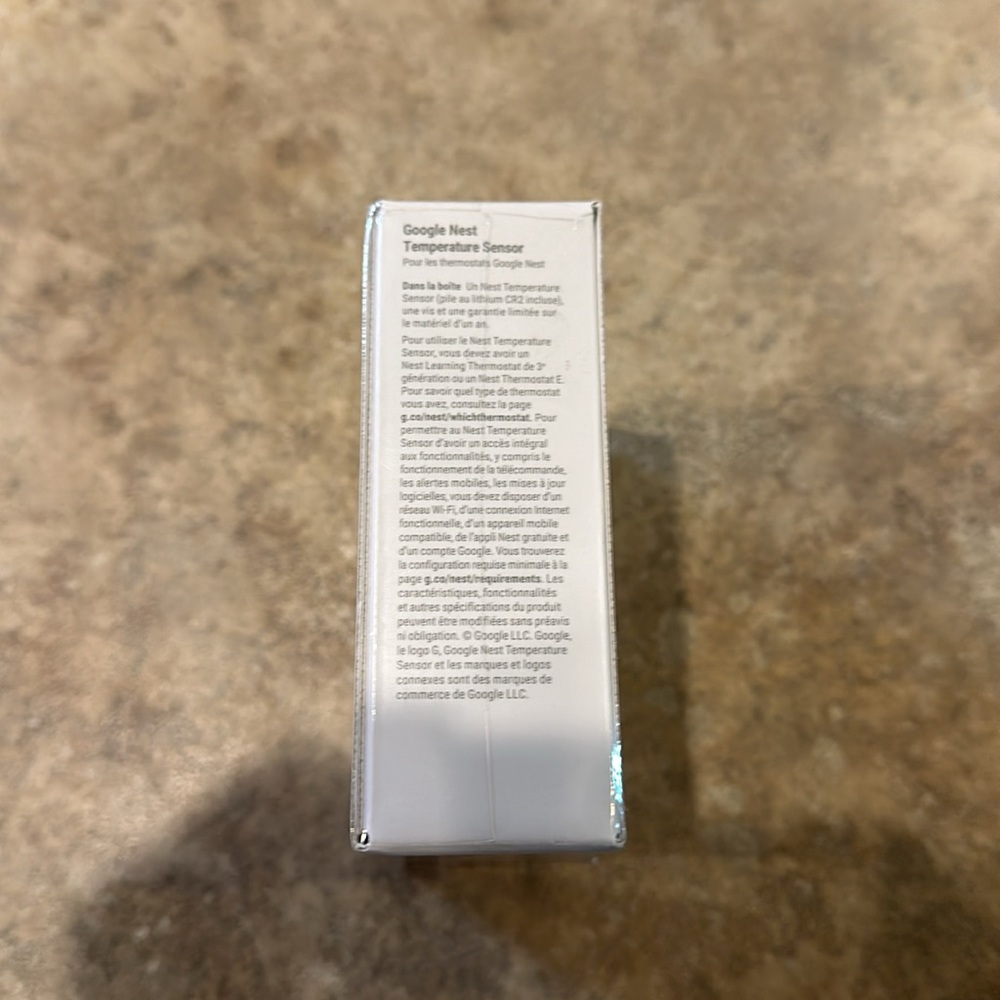 Google Nest
Temperature Sensor
Pour les thermostats Google Nest
Dans la boîte Un Nest Temperature
Sensor (pile au lithium CR2 incluse),
une vis et une garantie limitée sur
le matériel d'un an.
Pour utiliser le Nest Temperature
Sensor, vous devez avoir un
Nest Learning Thermostat de 3e
génération ou un Nest Thermostat E.
Pour savoir quel type de thermostat
vous avez, consultez la page
g.co/nest/whichthermostat. Pour
permettre au Nest Temperature
Sensor d'avoir un accès intégral
aux fonctionnalités, y compris le
fonctionnement de la télécommande,
les alertes mobiles, les mises à jour
logicielles, vous devez disposer d'un
réseau Wi-Fi, d'une connexion Internet
fonctionnelle, d'un appareil mobile
compatible, de l'appli Nest gratuite et
d'un compte Google. Vous trouverez
la configuration requise minimale à la
page g.co/nest/requirements. Les
caractéristiques, fonctionnalités
et autres spécifications du produit
peuvent être modifiées sans préavis
ni obligation. © Google LLC. Google,
le logo G, Google Nest Temperature
Sensor et les marques et logos
connexes sont des marques de
commerce de Google LLC.